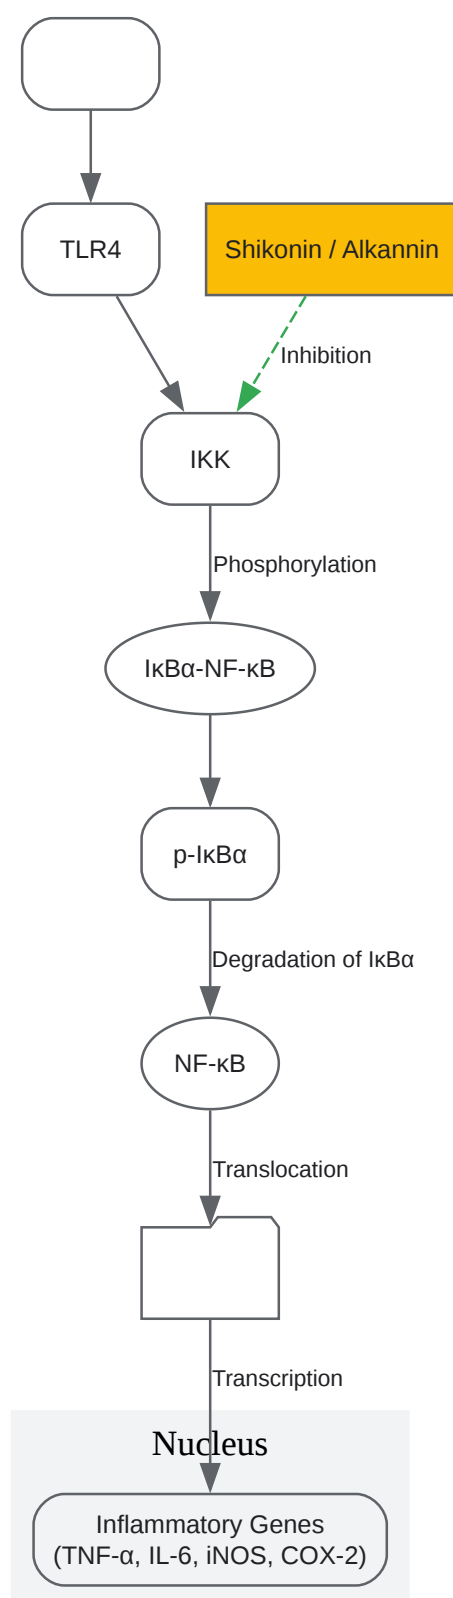 TLR4
Shikonin / Alkannin
Inhibition
IKK
Phosphorylation
IκBα-NF-κB
p-IκBα
Degradation of IκBα
NF-κB
Translocation
Transcription
Nucleus
Inflammatory Genes
(TNF-α, IL-6, iNOS, COX-2)